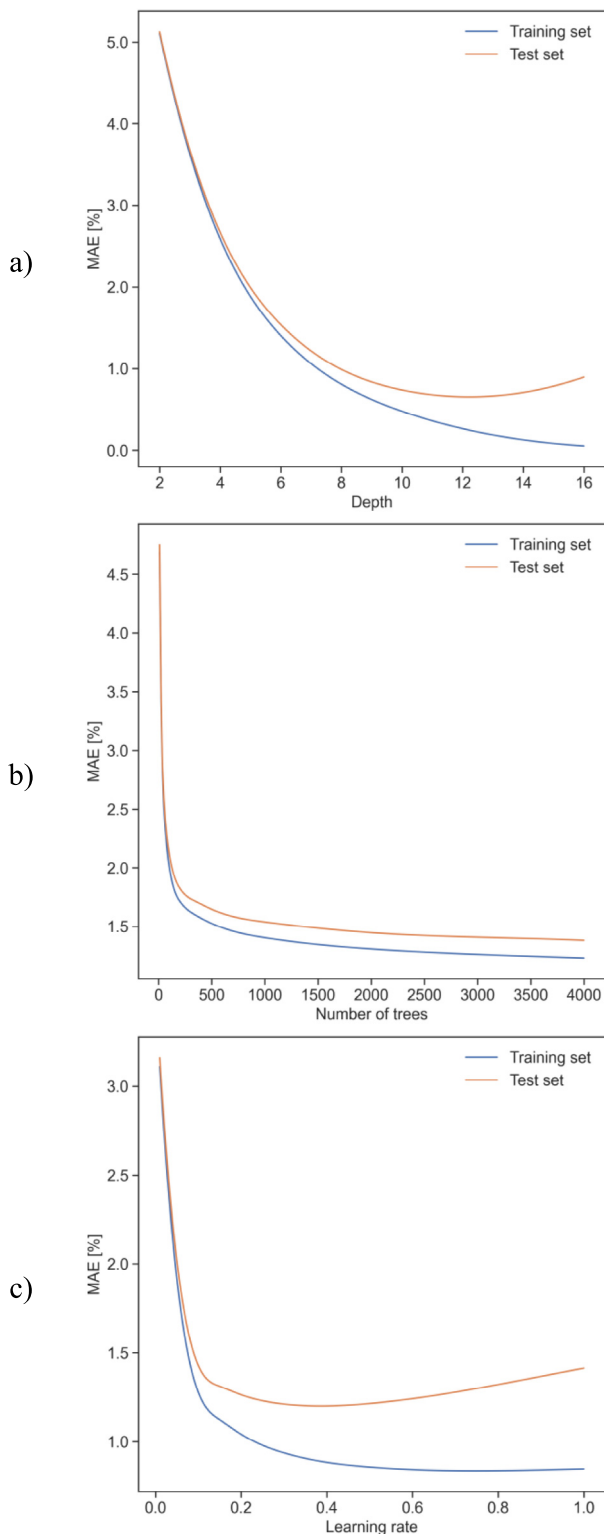 a)
Training set
Test set
MAE [%]
5.0
4.0
3.0
2.0
1.0
0.0
2 4 6 8 10 12 14 16
Depth
b)
Training set
Test set
MAE [%]
4.5
4.0
3.5
3.0
2.5
2.0
1.5
0 500 1000 1500 2000 2500 3000 3500 4000
Number of trees
c)
Training set
Test set
MAE [%]
3.0
2.5
2.0
1.5
1.0
0.0 0.2 0.4 0.6 0.8 1.0
Learning rate